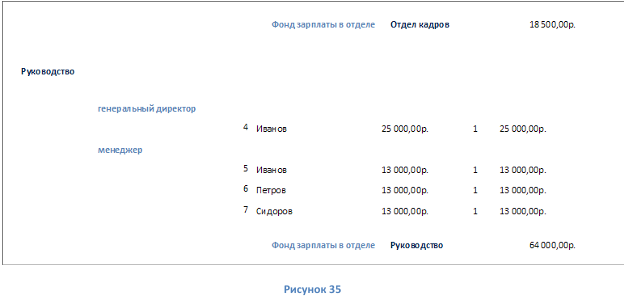 Фонд зарплаты в отделе Отдел кадров 18 500,00р.
Руководство
генеральный директор
4 Иванов 25 000,00р. 1 25 000,00р.
менеджер
5 Иванов 13 000,00р. 1 13 000,00р.
6 Петров 13 000,00р. 1 13 000,00р.
7 Сидоров 13 000,00р. 1 13 000,00р.
Фонд зарплаты в отделе Руководство 64 000,00р.
Рисунок 35